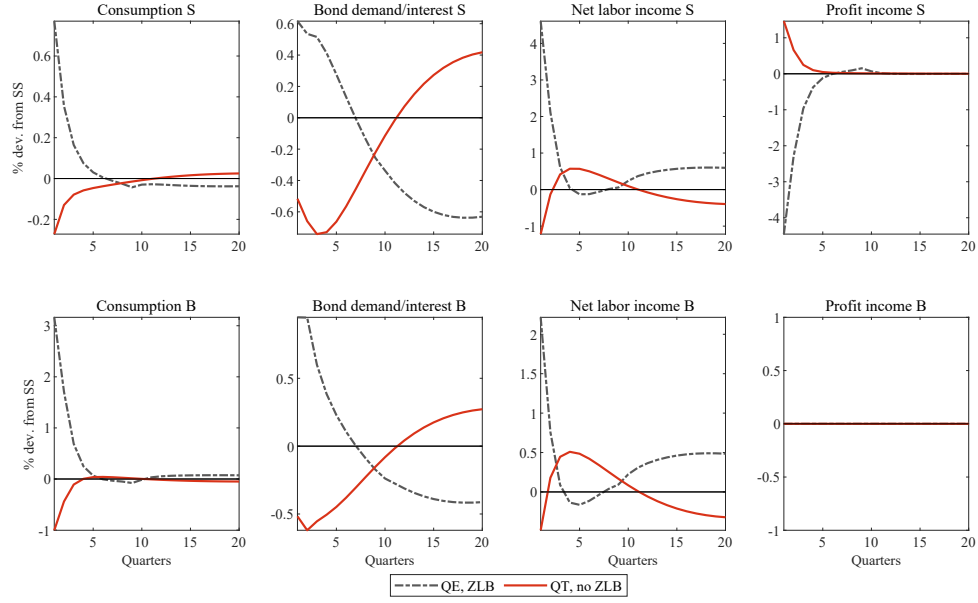 Consumption S
Bond demand/interest S
Net labor income S
Profit income S
% dev. from SS
0.6
0.4
0.2
0
-0.2
5 10 15 20
0.6
0.4
0.2
0
-0.2
-0.4
-0.6
5 10 15 20
4
3
2
1
0
-1
5 10 15 20
1
0
-1
-2
-3
-4
5 10 15 20
Consumption B
Bond demand/interest B
Net labor income B
Profit income B
% dev. from SS
3
2
1
0
-1
5 10 15 20
Quarters
0.5
0
-0.5
5 10 15 20
Quarters
2
1.5
1
0.5
0
5 10 15 20
Quarters
1
0.5
0
-0.5
-1
5 10 15 20
Quarters
QE, ZLB
QT, no ZLB